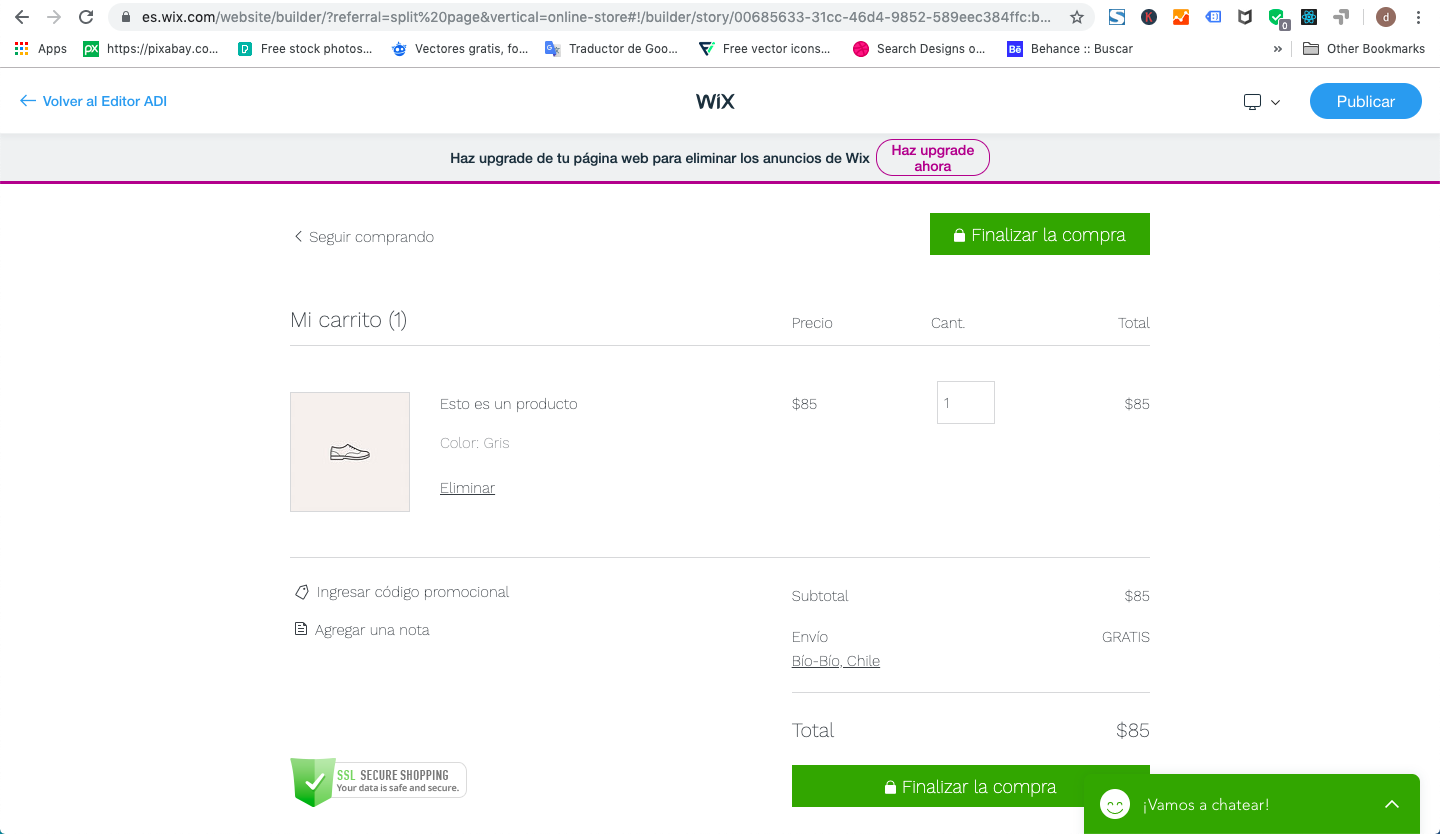 es.wix.com/website/builder/?referral=split%20page&vertical=online-store#!/builder/story/00685633-31cc-46d4-9852-589eec384ffc:b...
S K 0 d
Apps https://pixabay.co... Free stock photos... Vectores gratis, fo... Traductor de Goo... Free vector icons... Search Designs o... Bē Behance :: Buscar » Other Bookmarks
Volver al Editor ADI WiX Publicar
Haz upgrade de tu página web para eliminar los anuncios de Wix Haz upgrade
ahora
Seguir comprando Finalizar la compra
Mi carrito (1) Precio Cant. Total
Esto es un producto $85 1 $85
Color: Gris
Eliminar
Ingresar código promocional Subtotal $85
Agregar una nota Envío GRATIS
Bío-Bío, Chile
Total $85
SSL SECURE SHOPPING
Your data is safe and secure.
Finalizar la compra
¡Vamos a chatear!